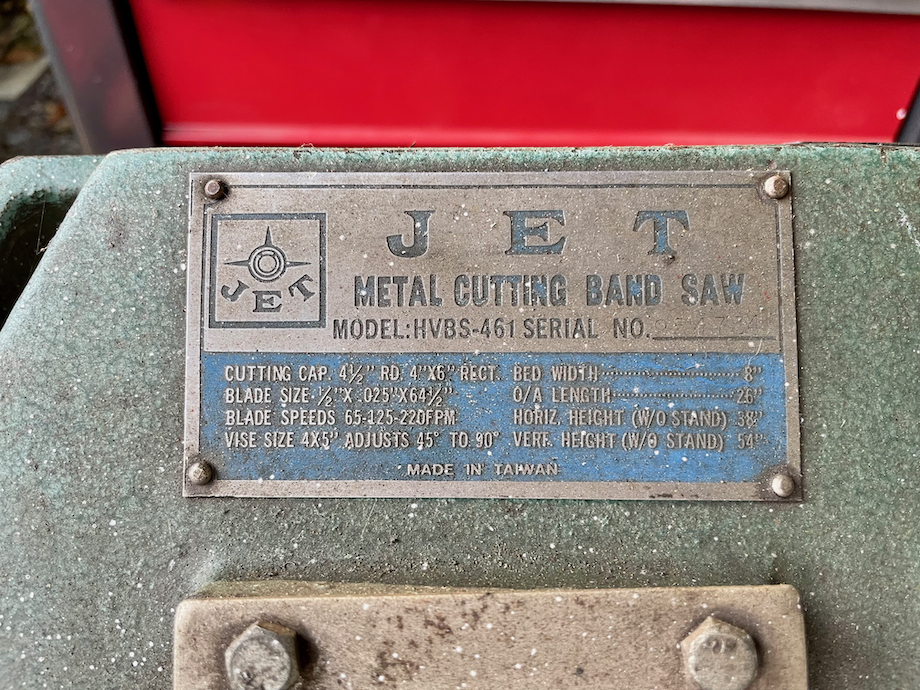 JET
JET
METAL CUTTING BAND SAW
MODEL:HVBS-461 SERIAL NO.
CUTTING CAP. 4½" RD. 4"X6" RECT. BED WIDTH 8"
BLADE SIZE ½"X .025"X64½" O/A LENGTH 26"
BLADE SPEEDS 65-125-220FPM HORIZ. HEIGHT (W/O STAND) 38"
VISE SIZE 4X5" ADJUSTS 45° TO 90° VERT. HEIGHT (W/O STAND) 54"
MADE IN TAIWAN